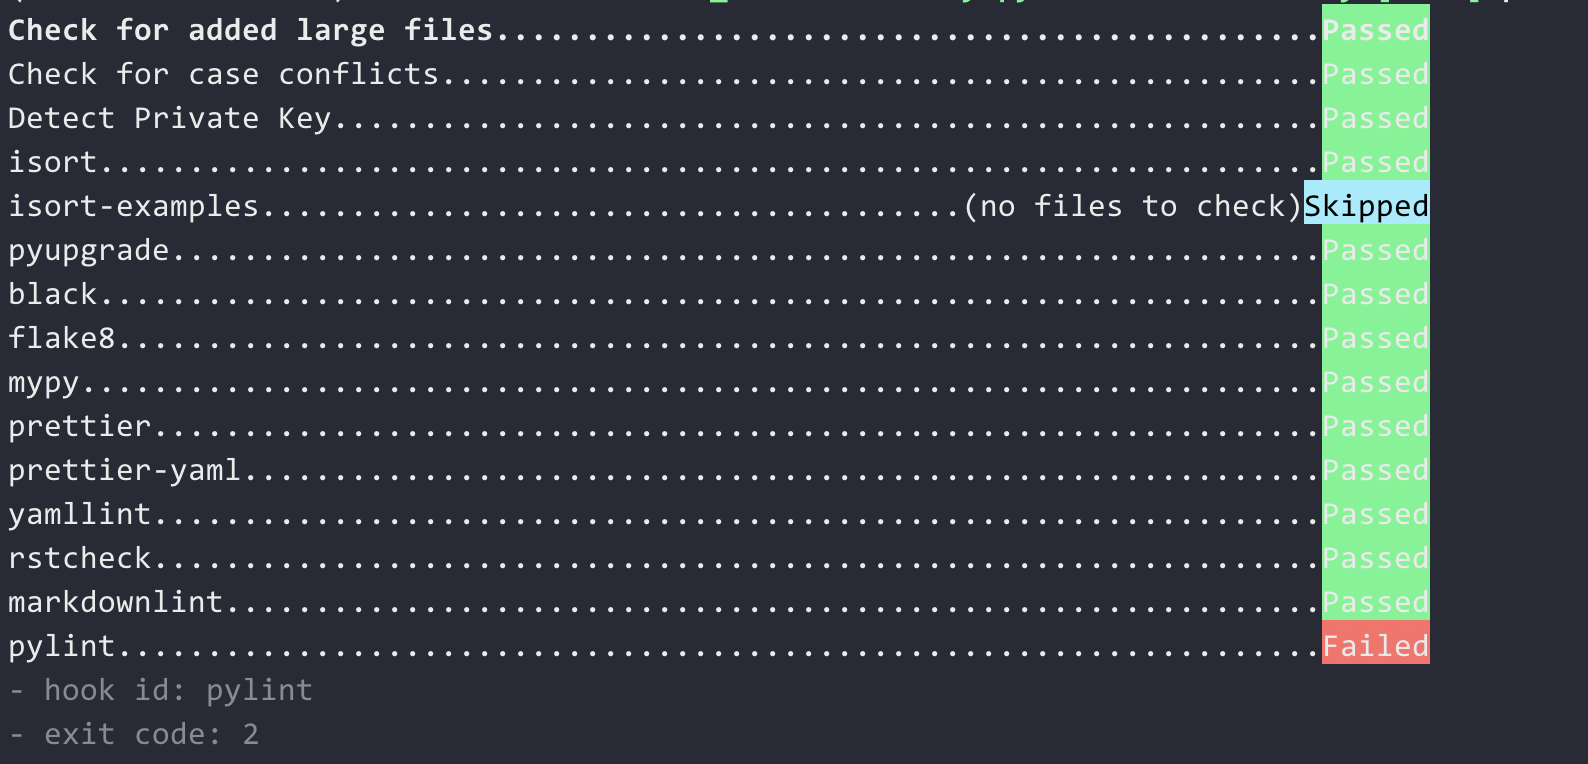 Check for added large files..............................................Passed
Check for case conflicts.................................................Passed
Detect Private Key.......................................................Passed
isort....................................................................Passed
isort-examples.......................................(no files to check)Skipped
pyupgrade................................................................Passed
black....................................................................Passed
flake8...................................................................Passed
mypy.....................................................................Passed
prettier.................................................................Passed
prettier-yaml............................................................Passed
yamllint.................................................................Passed
rstcheck.................................................................Passed
markdownlint.............................................................Passed
pylint...................................................................Failed
- hook id: pylint
- exit code: 2